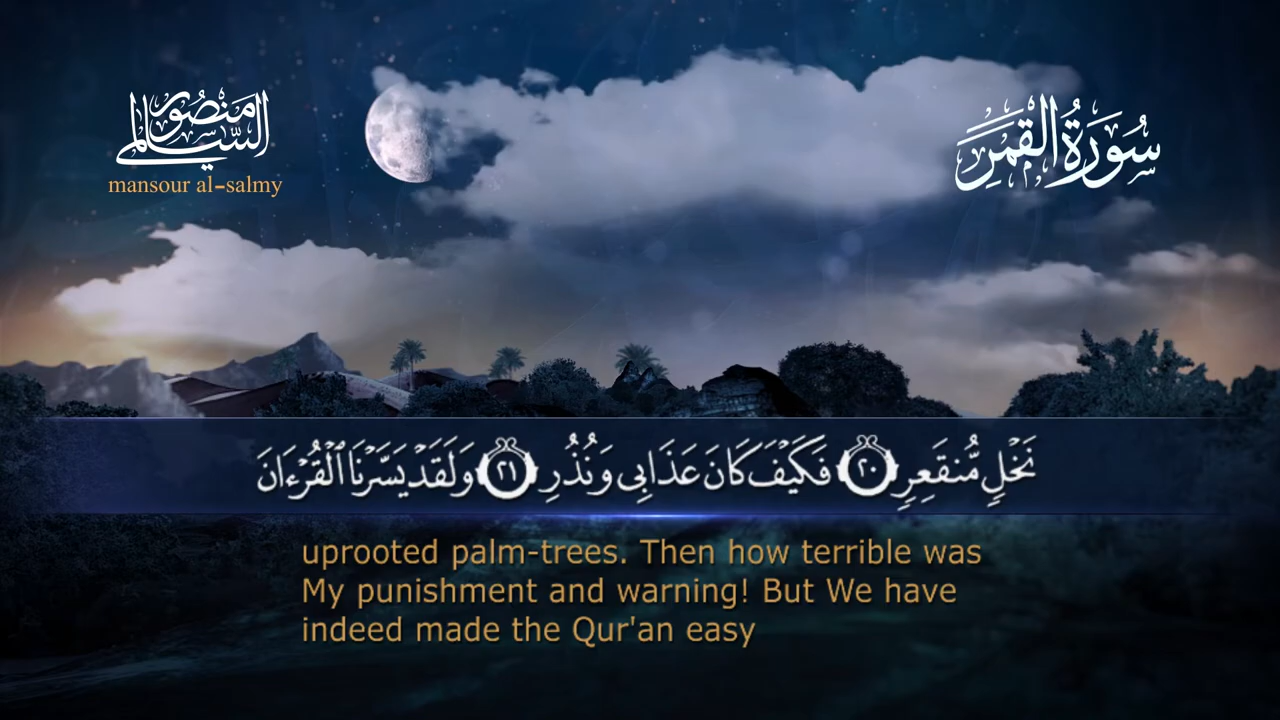 منصور السالمي
mansour al-salmy
سُورَةُ القَمَرِ
نَخْلٍ مُّنقَعِرٍ ٢٠ فَكَيْفَ كَانَ عَذَابِى وَنُذُرِ ٢١ وَلَقَدْ يَسَّرْنَا ٱلْقُرْءَانَ
uprooted palm-trees. Then how terrible was
My punishment and warning! But We have
indeed made the Qur'an easy